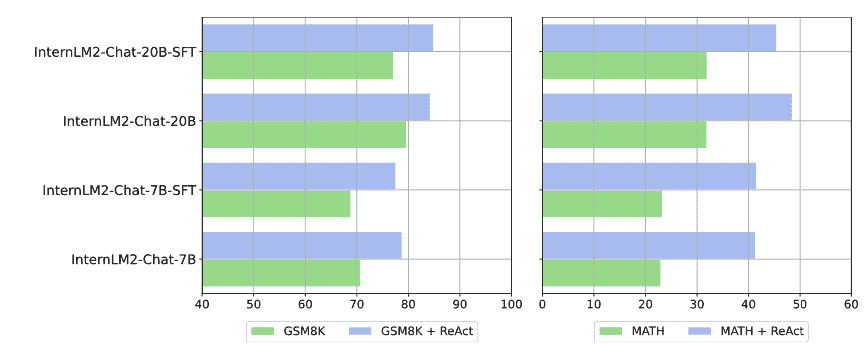 InternLM2-Chat-20B-SFT
InternLM2-Chat-20B
InternLM2-Chat-7B-SFT
InternLM2-Chat-7B
40 50 60 70 80 90 100
0 10 20 30 40 50 60
GSM8K GSM8K + ReAct
MATH MATH + ReAct